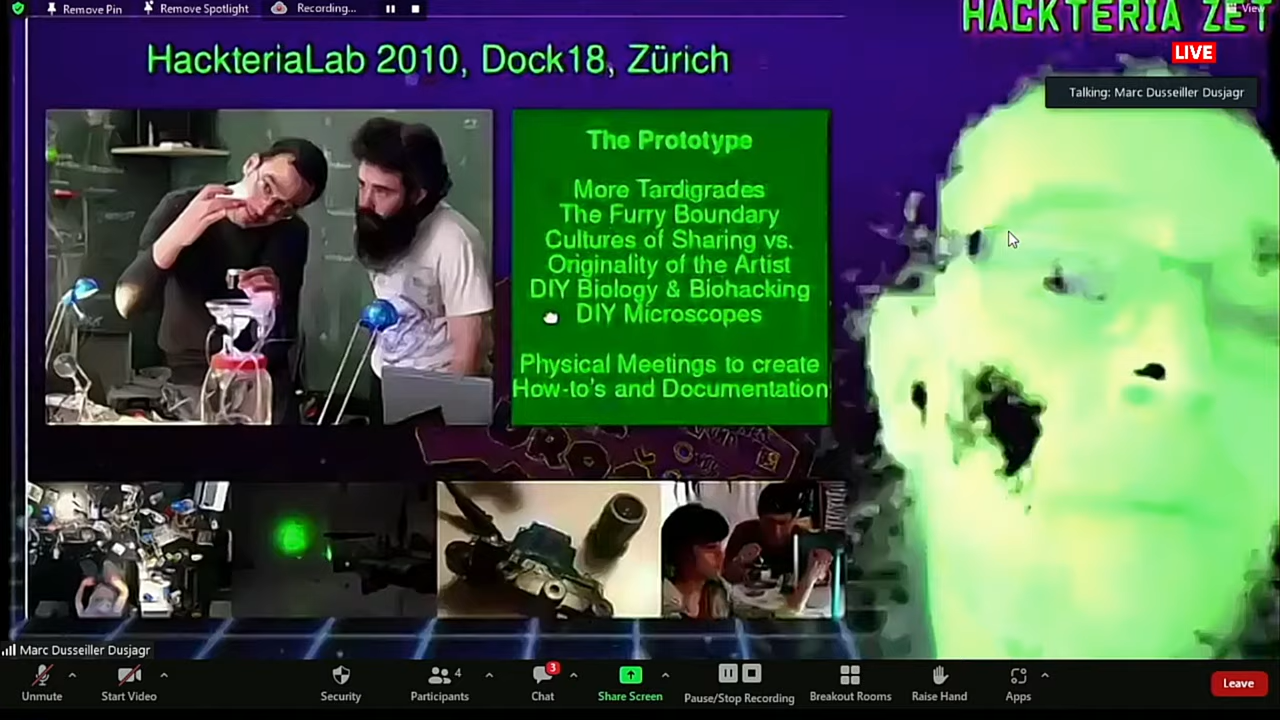 Remove Pin
Remove Spotlight
Recording...
View
HACKTERIA ZET
LIVE
HackteriaLab 2010, Dock18, Zürich
Talking: Marc Dusseiller Dusjagr
The Prototype
More Tardigrades
The Furry Boundary
Cultures of Sharing vs.
Originality of the Artist
DIY Biology & Biohacking
DIY Microscopes
Physical Meetings to create
How-to's and Documentation
Marc Dusseiller Dusjagr
Unmute
Start Video
Security
Participants
4
Chat
3
Share Screen
Pause/Stop Recording
Breakout Rooms
Raise Hand
Apps
Leave